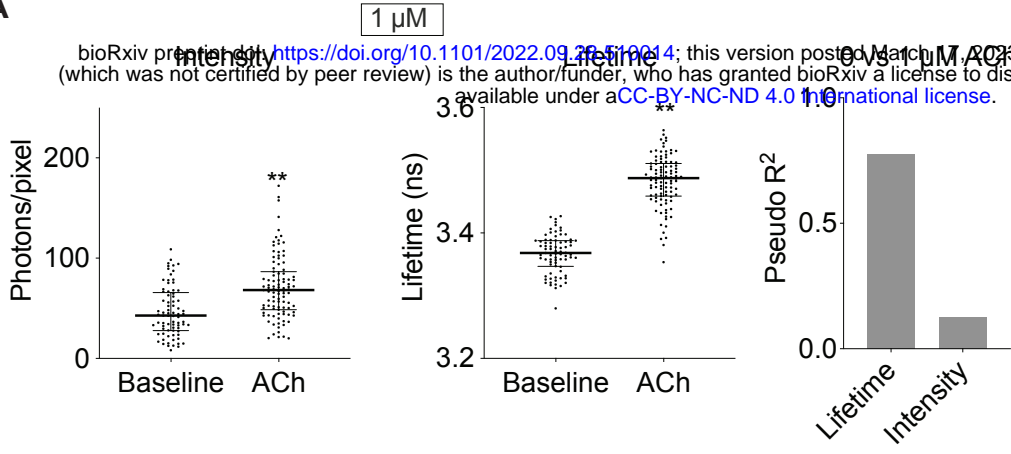 A
1 µM
bioRxiv preprint doi: https://doi.org/10.1101/2022.09.28.510014; this version posted March 17, 2023
(which was not certified by peer review) is the author/funder, who has granted bioRxiv a license to dis
available under aCC-BY-NC-ND 4.0 International license.
Intensity
Photons/pixel
200
100
0
**
Baseline ACh
Lifetime
Lifetime (ns)
3.6
3.4
3.2
**
Baseline ACh
0 vs 1 µM ACh
Pseudo R²
1.0
0.5
0.0
Lifetime
Intensity